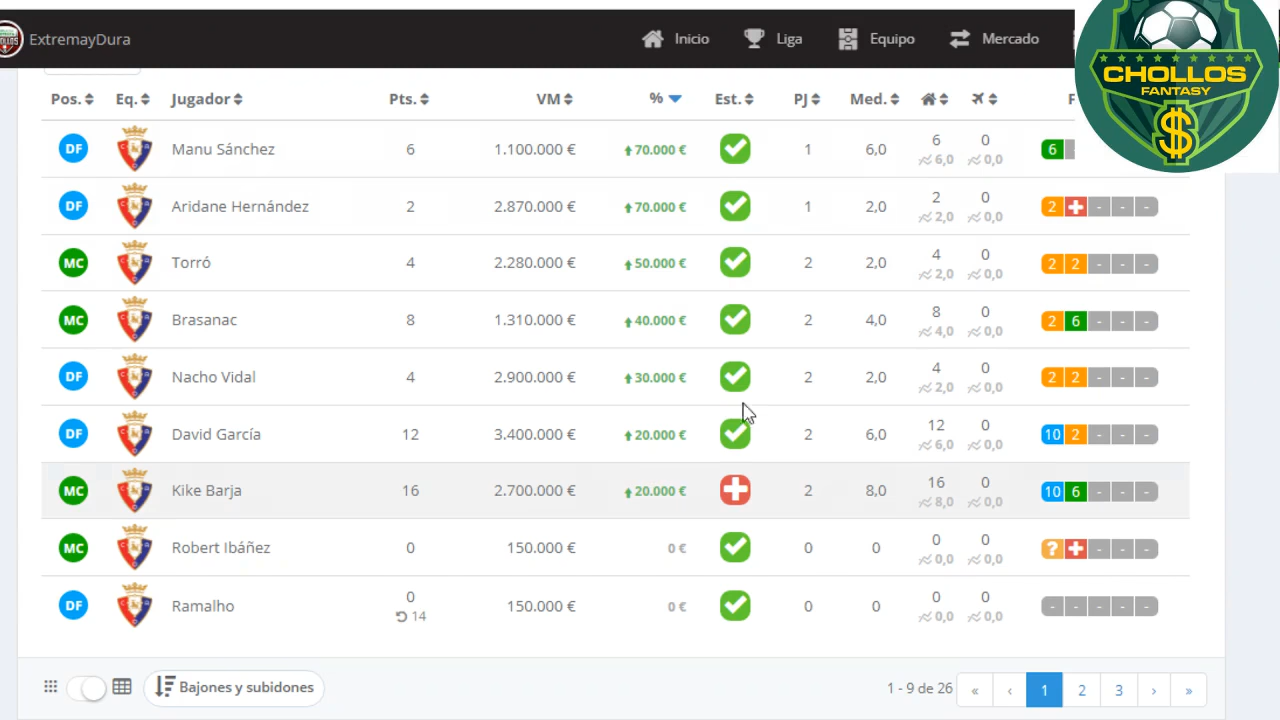 ExtremayDura Inicio Liga Equipo Mercado
CHOLLOS
FANTASY
$
Pos. Eq. Jugador Pts. VM % Est. PJ Med.
DF Manu Sánchez 6 1.100.000 € 70.000 € 1 6,0 6 6,0 0 0,0 6
DF Aridane Hernández 2 2.870.000 € 70.000 € 1 2,0 2 2,0 0 0,0 2 - - -
MC Torró 4 2.280.000 € 50.000 € 2 2,0 4 2,0 0 0,0 2 2 - - -
MC Brasanac 8 1.310.000 € 40.000 € 2 4,0 8 4,0 0 0,0 2 6 - - -
DF Nacho Vidal 4 2.900.000 € 30.000 € 2 2,0 4 2,0 0 0,0 2 2 - - -
DF David García 12 3.400.000 € 20.000 € 2 6,0 12 6,0 0 0,0 10 2 - - -
MC Kike Barja 16 2.700.000 € 20.000 € 2 8,0 16 8,0 0 0,0 10 6 - - -
MC Robert Ibáñez 0 150.000 € 0 € 0 0 0 0,0 0 0,0 ? - - -
DF Ramalho 0 14 150.000 € 0 € 0 0 0 0,0 0 0,0 - - - - -
Bajones y subidones 1 - 9 de 26 « ‹ 1 2 3 › »